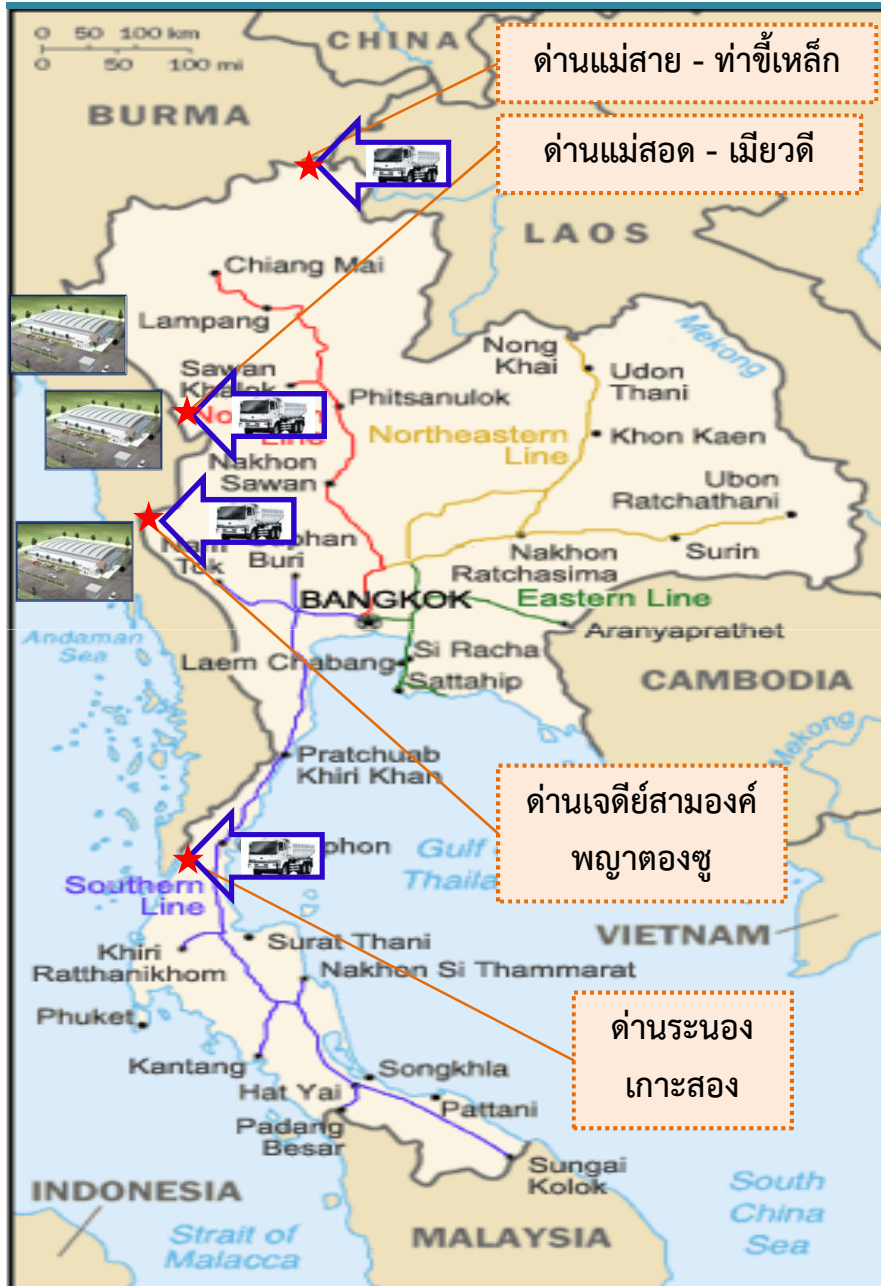 0 50 100 km
0 50 100 mi
CHINA
ด่านแม่สาย - ท่าขี้เหล็ก
BURMA
ด่านแม่สอด - เมียวดี
LAOS
Chiang Mai
Lampang
Mekong
Nong
Khai
Udon
Thani
Sawan
Phitsanulok
Northeastern
Line
Khon Kaen
Line
Nakhon
Sawan
Ubon
Ratchathani
Buri
Nakhon
Ratchasima
Surin
BANGKOK
Eastern Line
Aranyaprathet
Andaman
Sea
Laem Chabang
Si Racha
Sattahip
CAMBODIA
Mekong
Pratchuab
Khiri Khan
ด่านเจดีย์สามองค์
พญาตองซู
phon
Gulf
Thaila
Southern
Line
VIETNAM
Khiri
Ratthanikhom
Surat Thani
Nakhon Si Thammarat
Phuket
ด่านระนอง
เกาะสอง
Kantang
Songkhla
Hat Yai
Pattani
Padang
Besar
Sungai
Kolok
INDONESIA
South
China
Sea
Strait of
Malacca
MALAYSIA